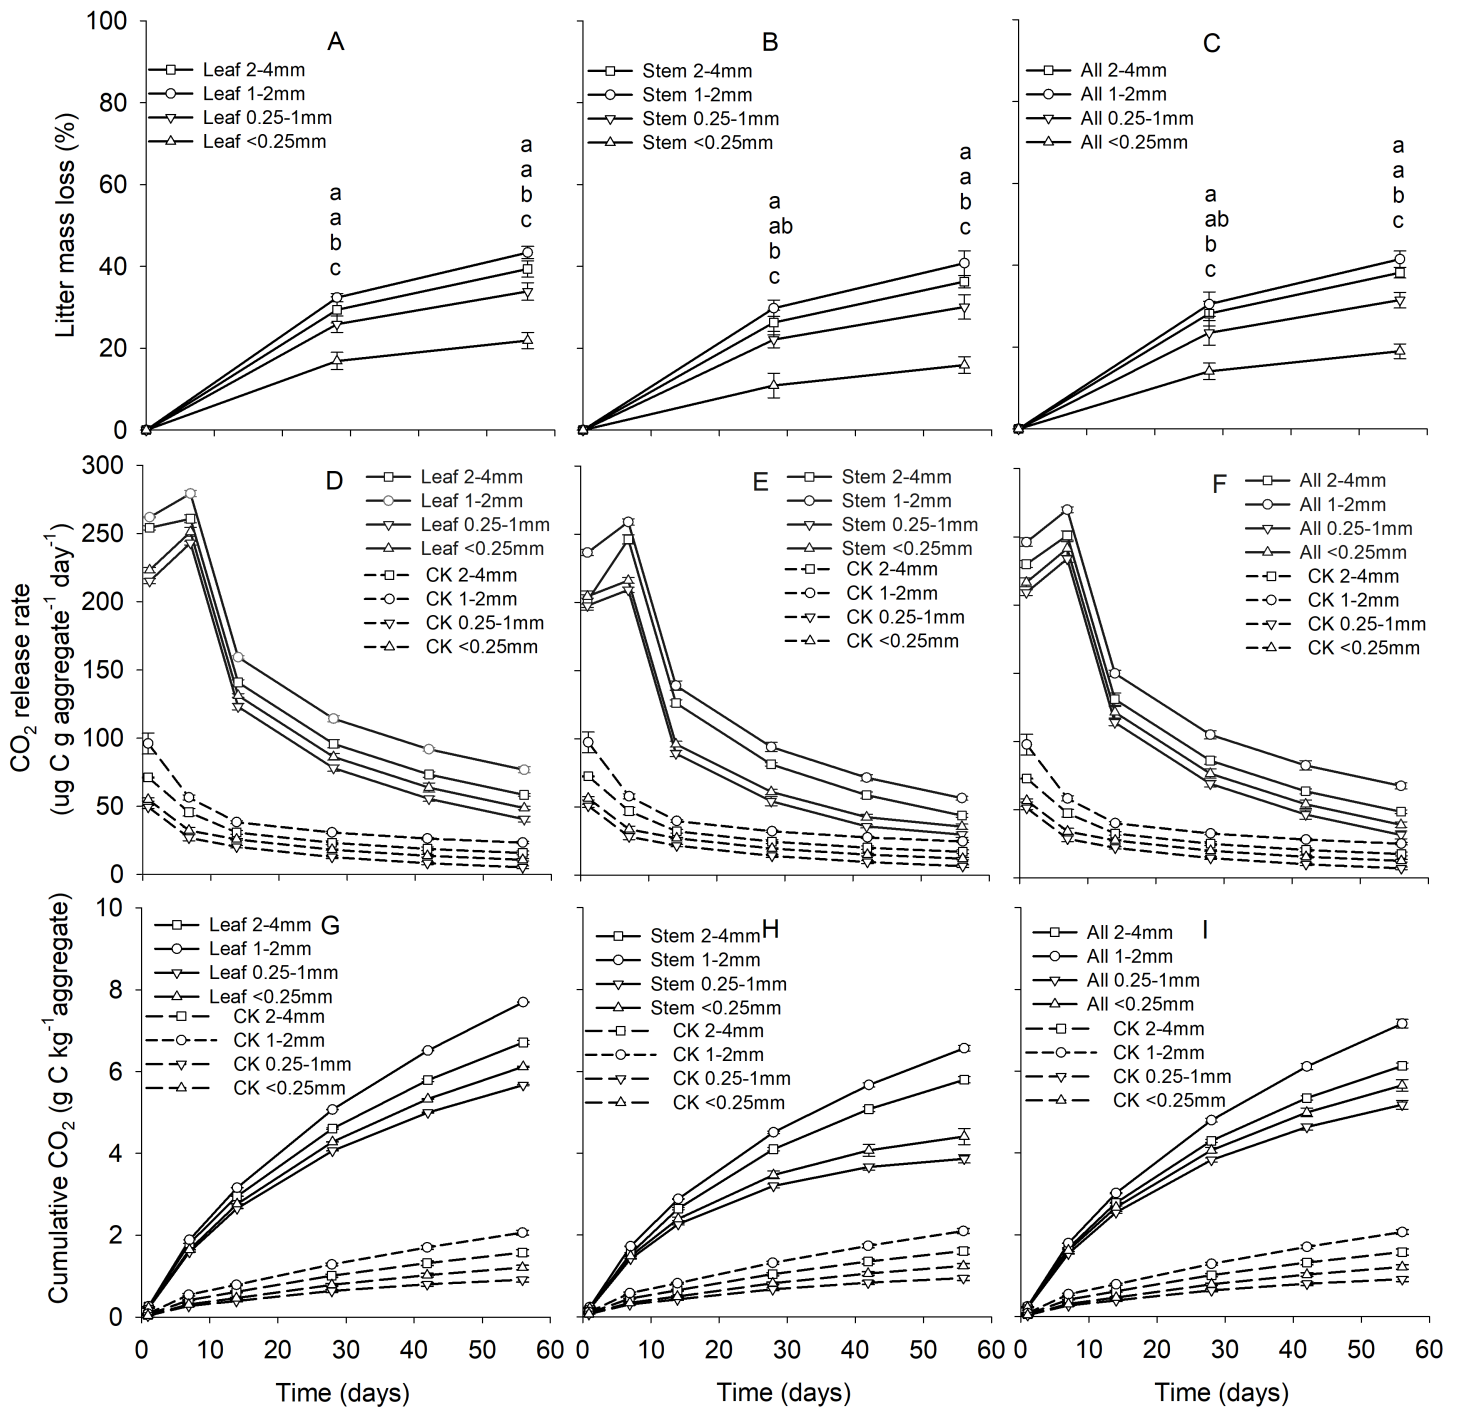 Litter mass loss (%)
100
80
60
40
20
0
A
Leaf 2-4mm
Leaf 1-2mm
Leaf 0.25-1mm
Leaf <0.25mm
a
a
b
c
a
a
b
c
B
Stem 2-4mm
Stem 1-2mm
Stem 0.25-1mm
Stem <0.25mm
a
ab
b
c
a
a
b
c
C
All 2-4mm
All 1-2mm
All 0.25-1mm
All <0.25mm
a
ab
b
c
a
a
b
c
CO2 release rate
(ug C g aggregate-1 day-1)
300
250
200
150
100
50
0
D
Leaf 2-4mm
Leaf 1-2mm
Leaf 0.25-1mm
Leaf <0.25mm
CK 2-4mm
CK 1-2mm
CK 0.25-1mm
CK <0.25mm
E
Stem 2-4mm
Stem 1-2mm
Stem 0.25-1mm
Stem <0.25mm
CK 2-4mm
CK 1-2mm
CK 0.25-1mm
CK <0.25mm
F
All 2-4mm
All 1-2mm
All 0.25-1mm
All <0.25mm
CK 2-4mm
CK 1-2mm
CK 0.25-1mm
CK <0.25mm
Cumulative CO2 (g C kg-1aggregate)
10
8
6
4
2
0
G
Leaf 2-4mm
Leaf 1-2mm
Leaf 0.25-1mm
Leaf <0.25mm
CK 2-4mm
CK 1-2mm
CK 0.25-1mm
CK <0.25mm
H
Stem 2-4mm
Stem 1-2mm
Stem 0.25-1mm
Stem <0.25mm
CK 2-4mm
CK 1-2mm
CK 0.25-1mm
CK <0.25mm
I
All 2-4mm
All 1-2mm
All 0.25-1mm
All <0.25mm
CK 2-4mm
CK 1-2mm
CK 0.25-1mm
CK <0.25mm
0 10 20 30 40 50 60
0 10 20 30 40 50 60
0 10 20 30 40 50 60
Time (days)
Time (days)
Time (days)